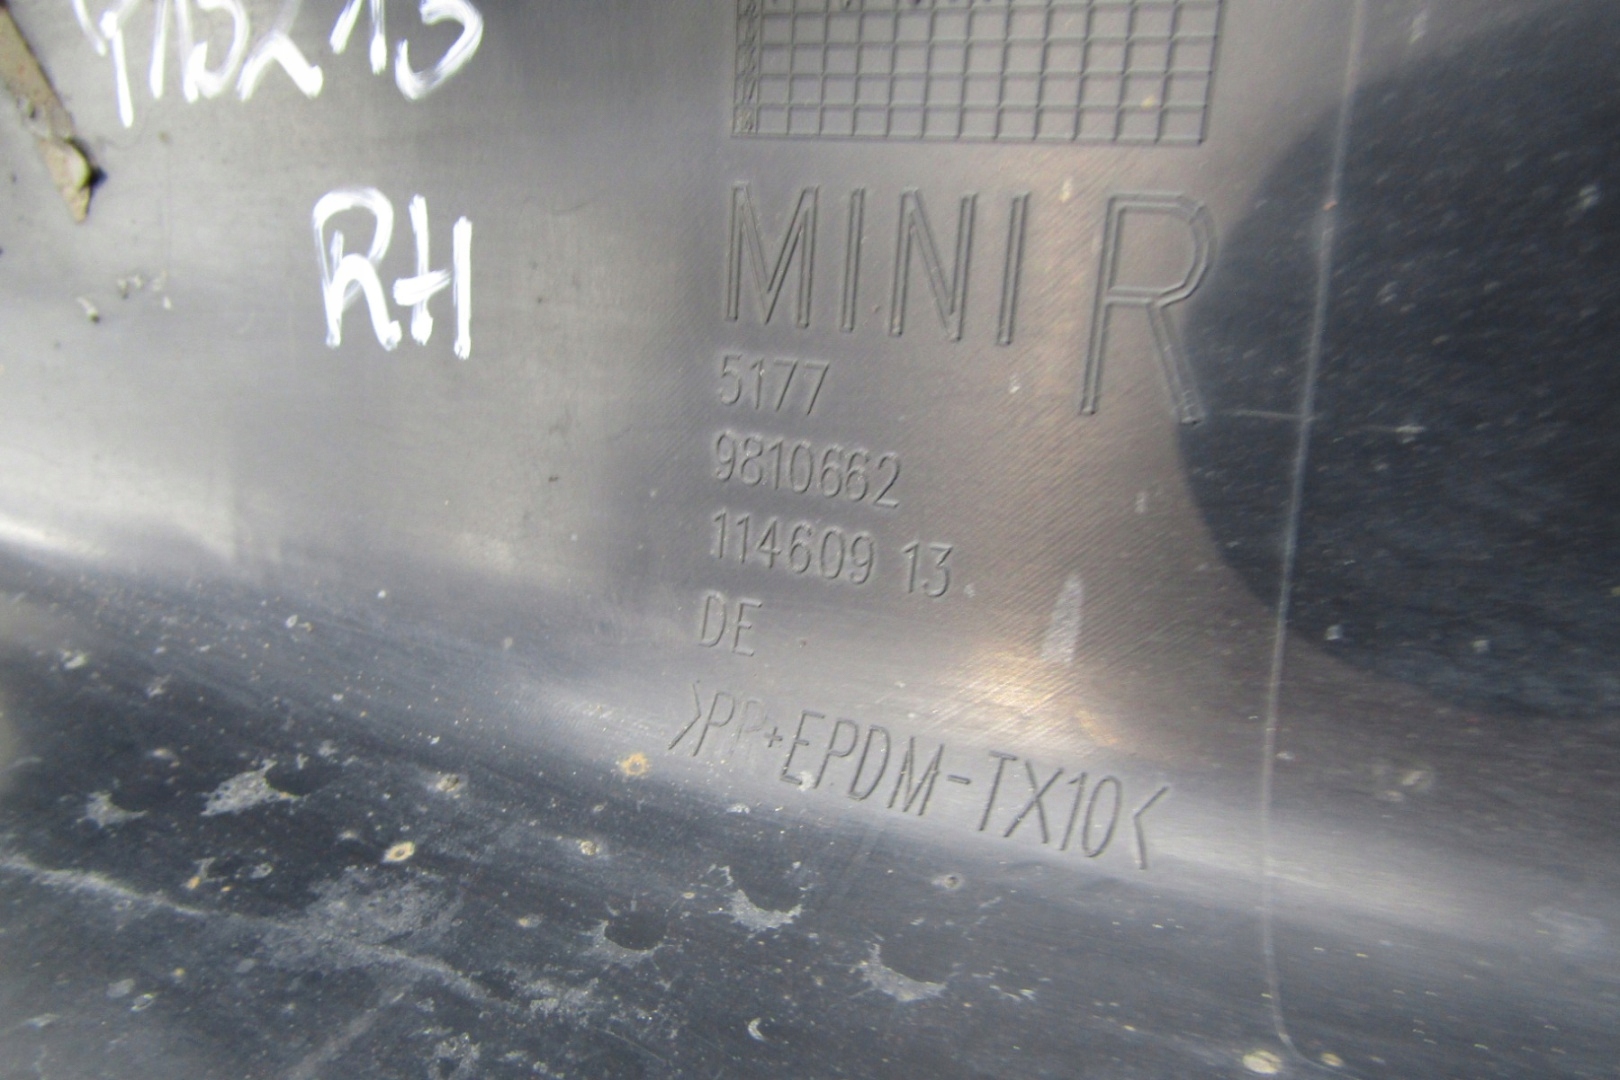 RH
MINI R
5177
9810662
114609 13
DE
>PP+EPDM-TX10<